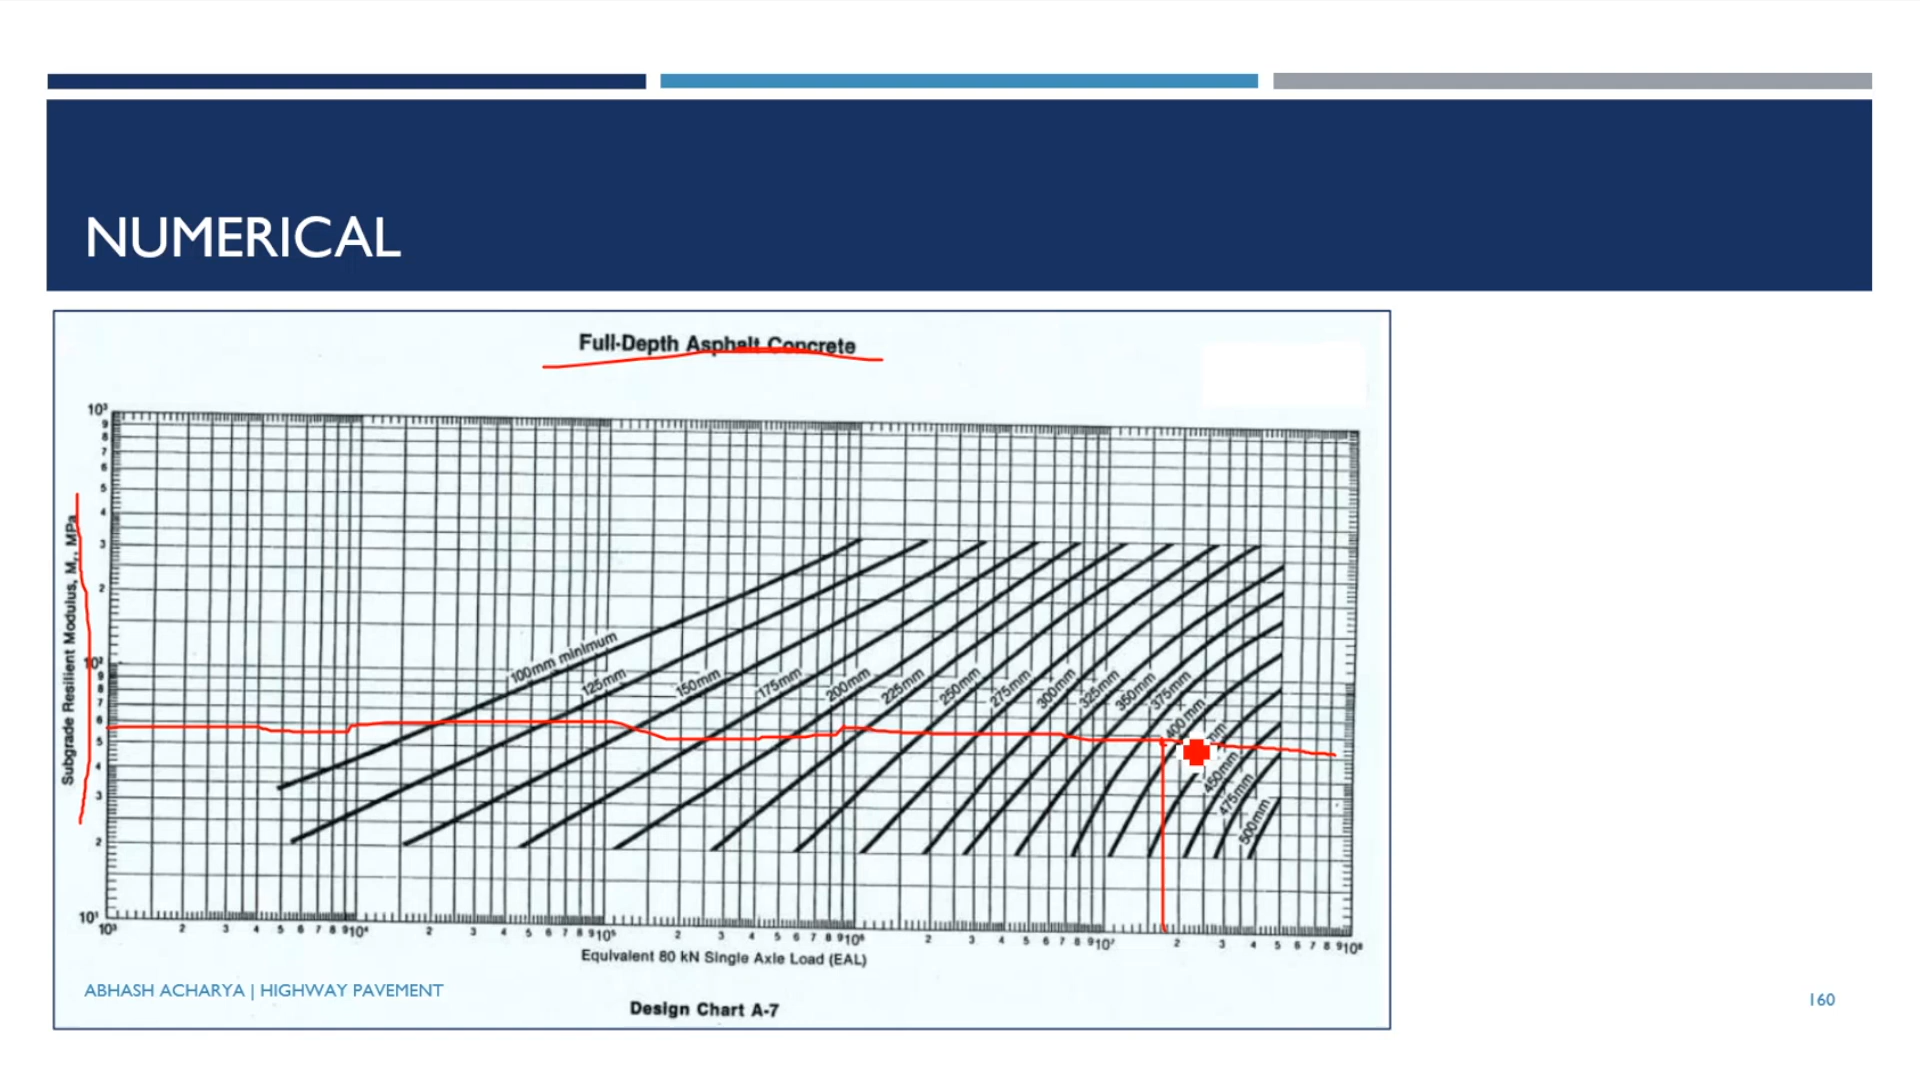 NUMERICAL
Full-Depth Asphalt Concrete
Subgrade Resilient Modulus, Mr, MPa
10³
9
8
7
6
5
4
3
2
10²
9
8
7
6
5
4
3
2
10¹
100mm minimum
125mm
150mm
175mm
200mm
225mm
250mm
275mm
300mm
325mm
350mm
375mm
400mm
mm
450mm
475mm
500mm
10³ 2 3 4 5 6 7 8 9 10⁴ 2 3 4 5 6 7 8 9 10⁵ 2 3 4 5 6 7 8 9 10⁶ 2 3 4 5 6 7 8 9 10⁷ 2 3 4 5 6 7 8 9 10⁸
Equivalent 80 kN Single Axle Load (EAL)
ABHASH ACHARYA | HIGHWAY PAVEMENT
160
Design Chart A-7